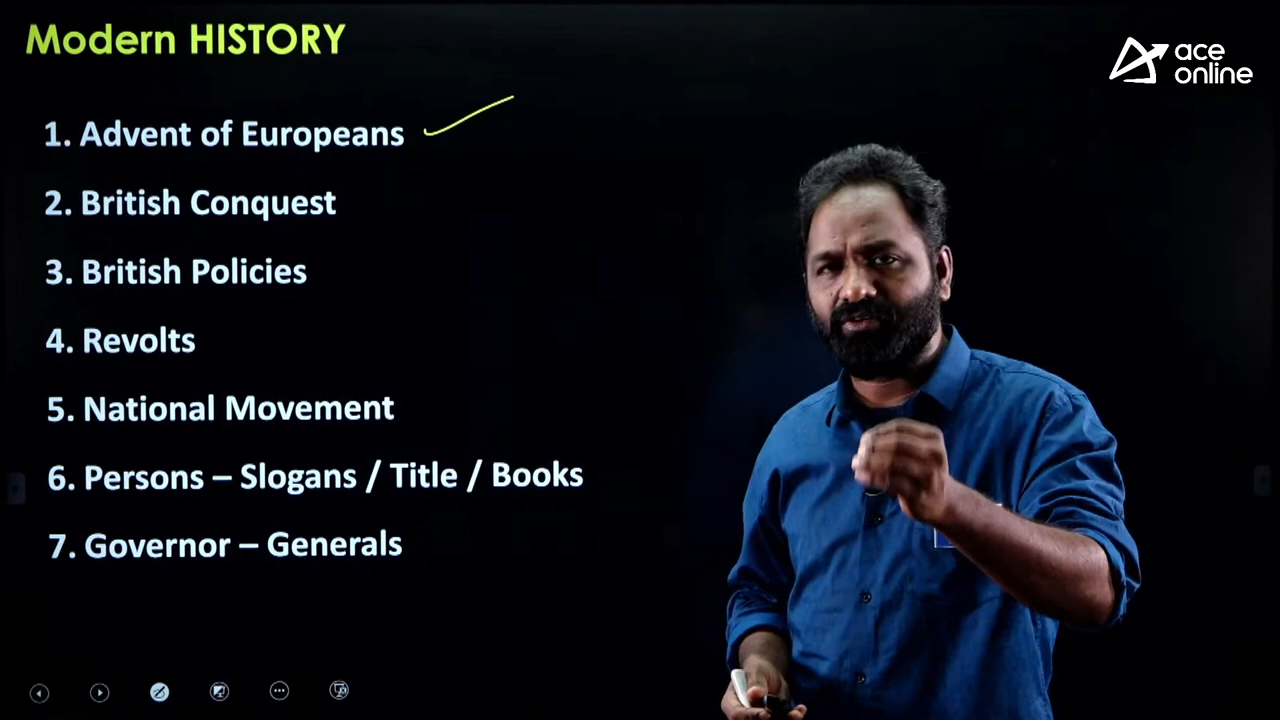 Modern HISTORY
ace
online
1. Advent of Europeans
2. British Conquest
3. British Policies
4. Revolts
5. National Movement
6. Persons – Slogans / Title / Books
7. Governor – Generals